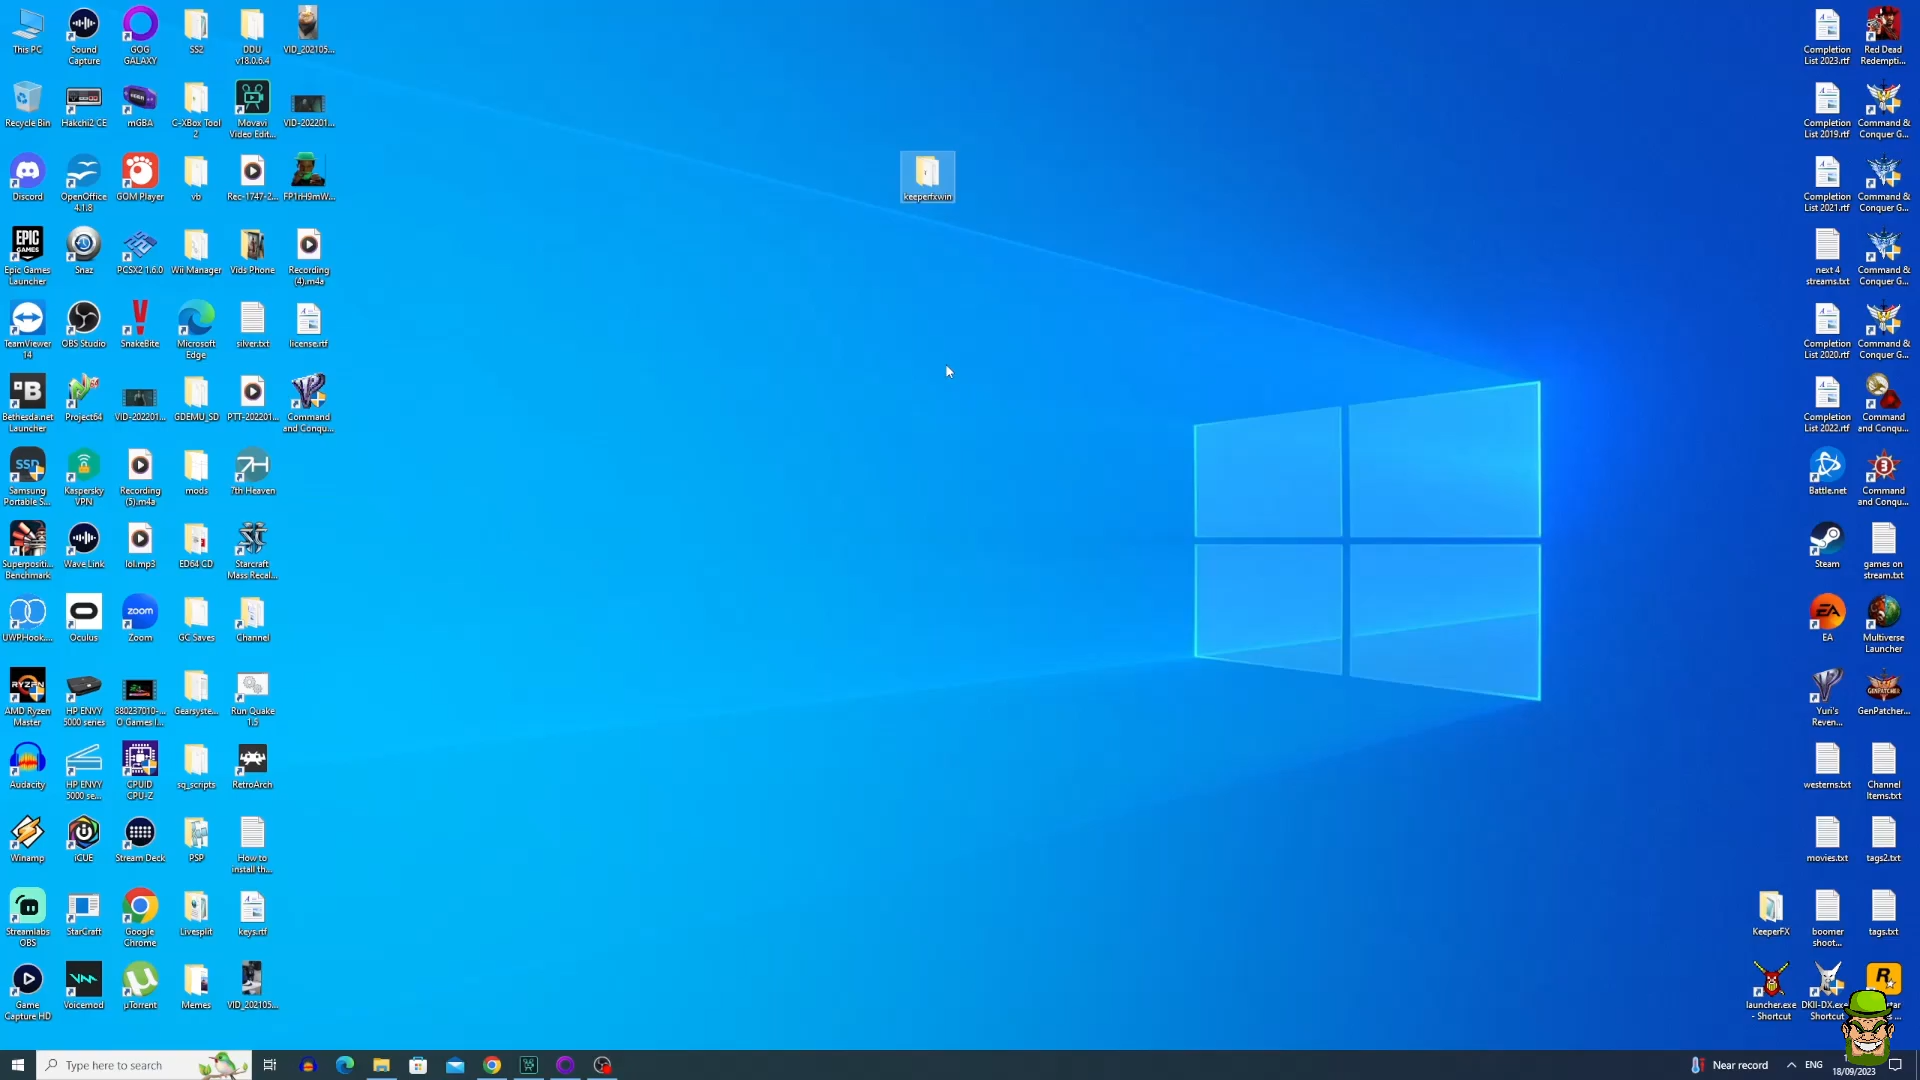 This PC
Sound
Capture
GOG
GALAXY
SS2
DDU
v18.0.6.4
VID_202105...
Recycle Bin
Hakchi2 CE
mGBA
C-XBox Tool
2
Movavi
Video Edit...
VID-202201...
Discord
OpenOffice
4.1.8
GOM Player
vb
Rec-1747-2...
FP1rH9mW...
Epic Games
Launcher
Snaz
PCSX2 1.6.0
Wii Manager
Vids Phone
Recording
(4).m4a
TeamViewer
14
OBS Studio
SnakeBite
Microsoft
Edge
silver.txt
license.rtf
Bethesda.net
Launcher
Project64
VID-202201...
GDEMU_SD
PTT-202201...
Command
and Conqu...
Samsung
Portable S...
Kaspersky
VPN
Recording
(5).m4a
mods
7th Heaven
Superpositi...
Benchmark
Wave Link
lol.mp3
ED64 CD
Starcraft
Mass Recal...
UWPHook...
Oculus
zoom
Zoom
GC Saves
Channel
RYZEN
AMD Ryzen
Master
HP ENVY
5000 series
880237010-...
O Games I...
Gearsyste...
Run Quake
1.5
Audacity
HP ENVY
5000 se...
CPUID
CPU-Z
sq_scripts
RetroArch
Winamp
iCUE
Stream Deck
PSP
How to
install th...
Streamlabs
OBS
StarCraft
Google
Chrome
Livesplit
keys.rtf
Game
Capture HD
Voicemod
µTorrent
Memes
VID_202105...
keeperfxwin
Completion
List 2023.rtf
Red Dead
Redempti...
Completion
List 2019.rtf
Command &
Conquer G...
Completion
List 2021.rtf
Command &
Conquer G...
next 4
streams.txt
Command &
Conquer G...
Completion
List 2020.rtf
Command &
Conquer G...
Completion
List 2022.rtf
Command
and Conqu...
Battle.net
Command
and Conqu...
Steam
games on
stream.txt
EA
EA
Multiverse
Launcher
Yuri's
Reven...
GenPatcher...
westerns.txt
Channel
Items.txt
movies.txt
tags2.txt
KeeperFX
boomer
shoot...
tags.txt
launcher.exe
- Shortcut
DKII-DX.exe
Shortcut
Type here to search
Near record
ENG
18/09/2023